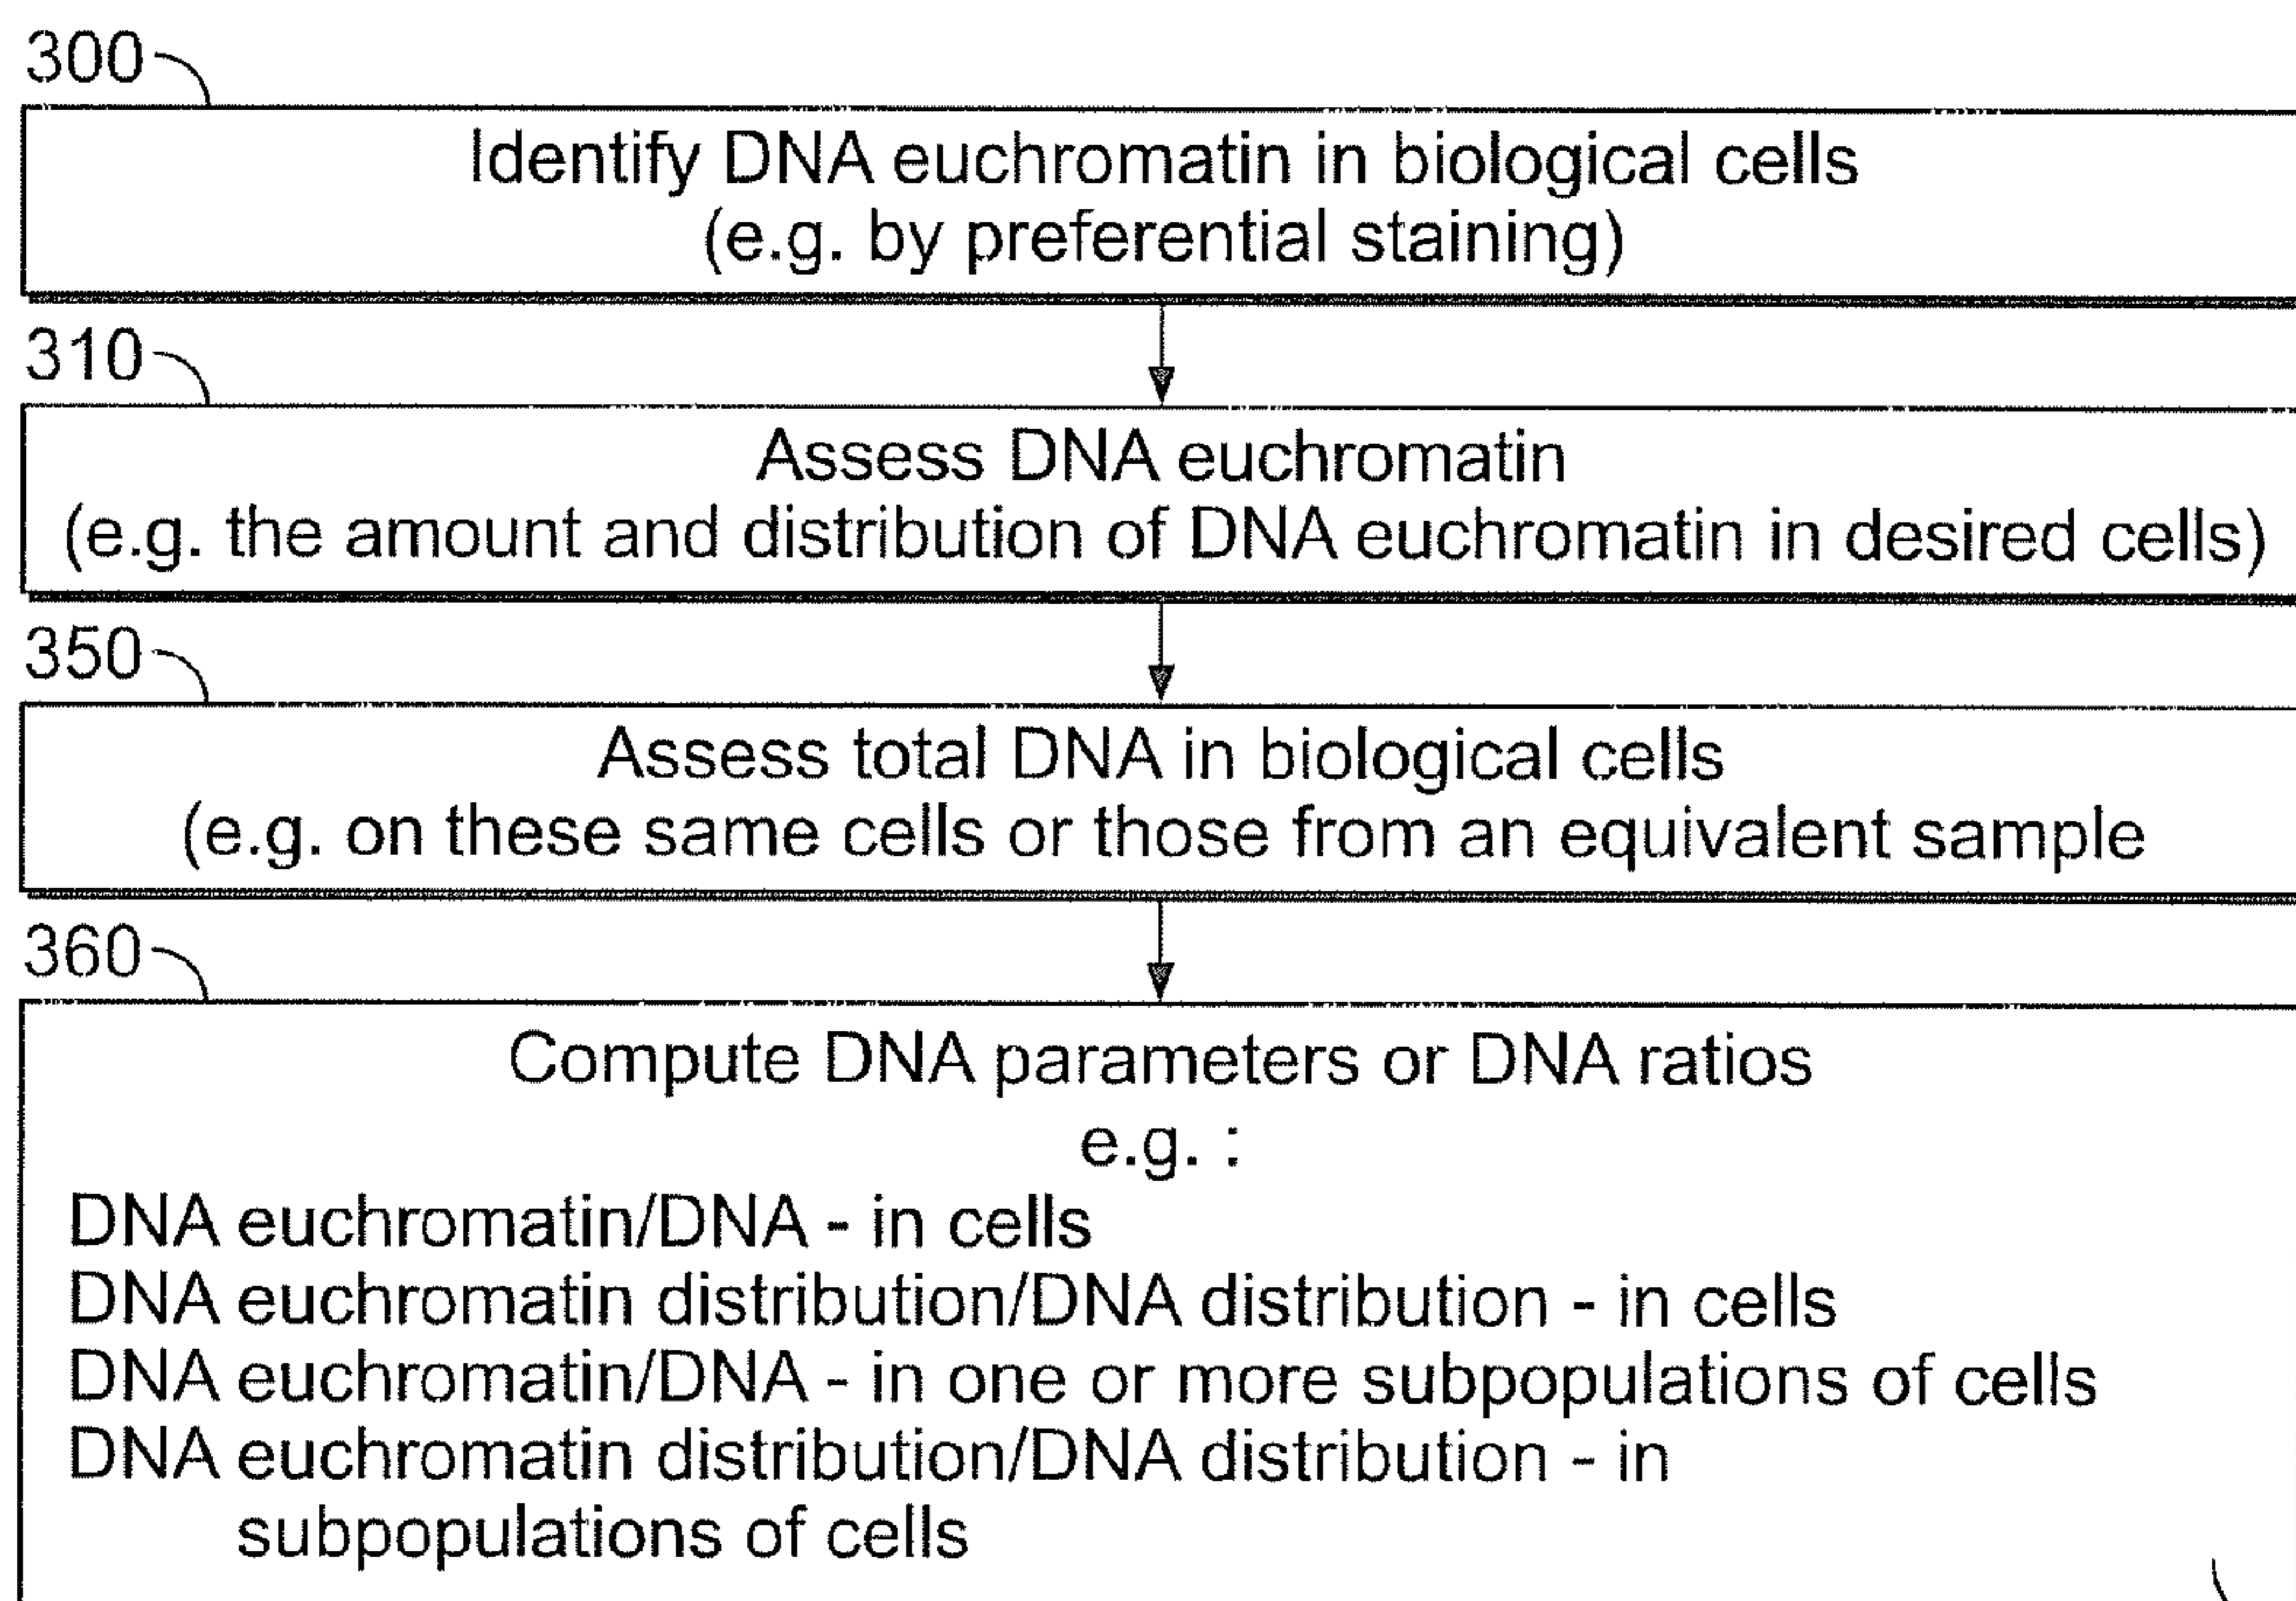 300
Identify DNA euchromatin in biological cells
(e.g. by preferential staining)
310
Assess DNA euchromatin
(e.g. the amount and distribution of DNA euchromatin in desired cells)
350
Assess total DNA in biological cells
(e.g. on these same cells or those from an equivalent sample
360
Compute DNA parameters or DNA ratios
e.g. :
DNA euchromatin/DNA - in cells
DNA euchromatin distribution/DNA distribution - in cells
DNA euchromatin/DNA - in one or more subpopulations of cells
DNA euchromatin distribution/DNA distribution - in
subpopulations of cells